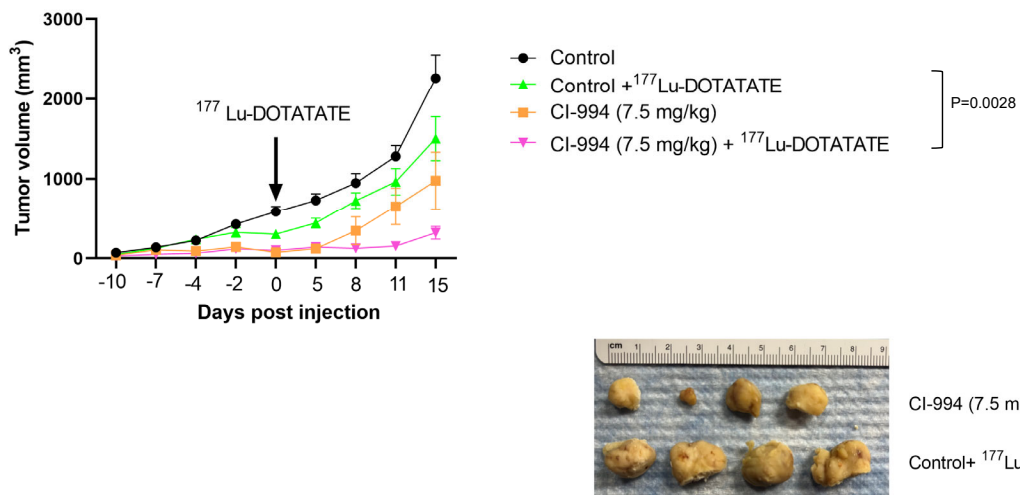 3000
2000
1000
0
Tumor volume (mm³)
¹⁷⁷ Lu-DOTATATE
-10 -7 -4 -2 0 5 8 11 15
Days post injection
Control
Control +¹⁷⁷Lu-DOTATATE
CI-994 (7.5 mg/kg)
CI-994 (7.5 mg/kg) + ¹⁷⁷Lu-DOTATATE
P=0.0028
cm 1 2 3 4 5 6 7 8 9
CI-994 (7.5 m
Control+ ¹⁷⁷Lu